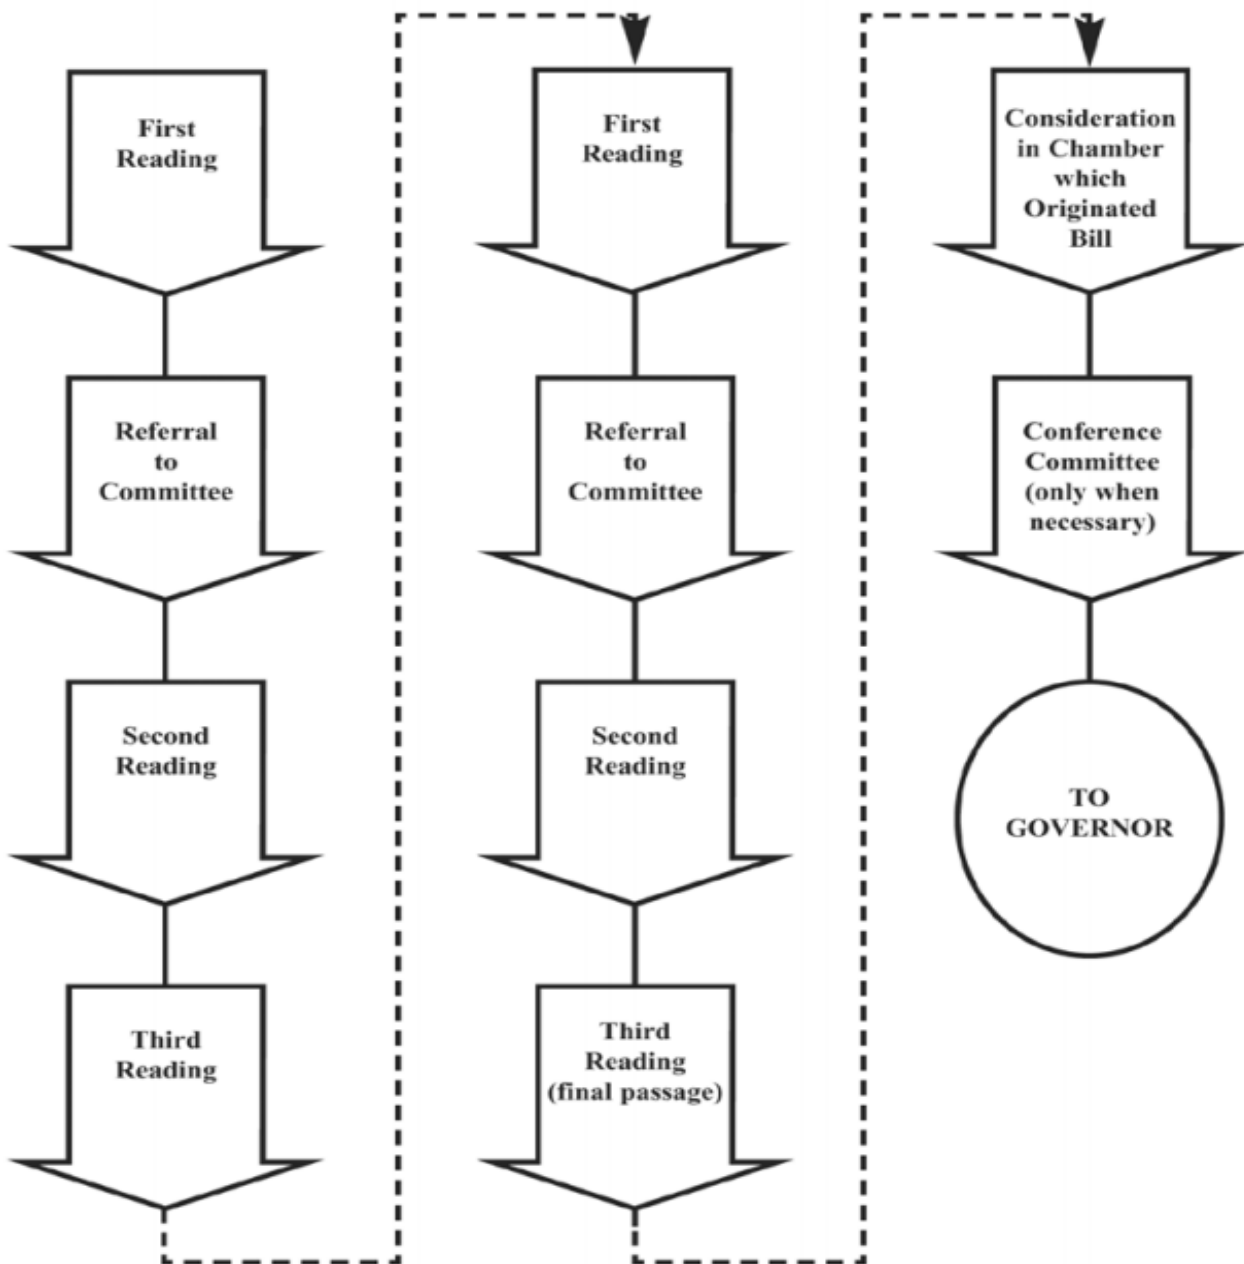 First
Reading
Referral
to
Committee
Second
Reading
Third
Reading
First
Reading
Referral
to
Committee
Second
Reading
Third
Reading
(final passage)
Consideration
in Chamber
which
Originated
Bill
Conference
Committee
(only when
necessary)
TO
GOVERNOR